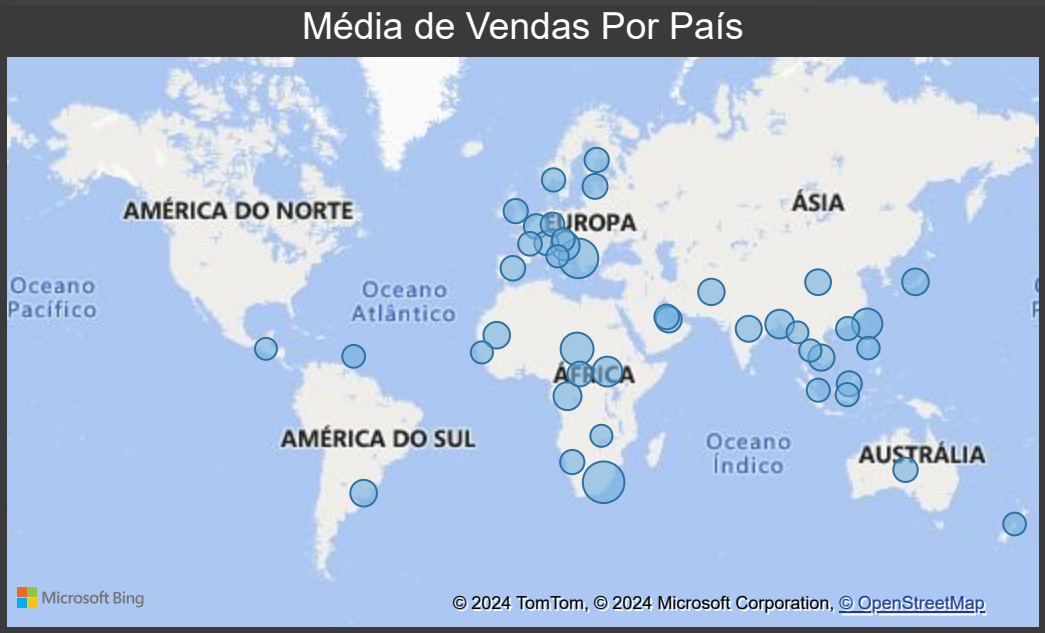 Média de Vendas Por País
AMÉRICA DO NORTE
EUROPA
ÁSIA
Oceano
Pacífico
Oceano
Atlântico
ÁFRICA
AMÉRICA DO SUL
Oceano
Índico
AUSTRÁLIA
Microsoft Bing
© 2024 TomTom, © 2024 Microsoft Corporation, © OpenStreetMap